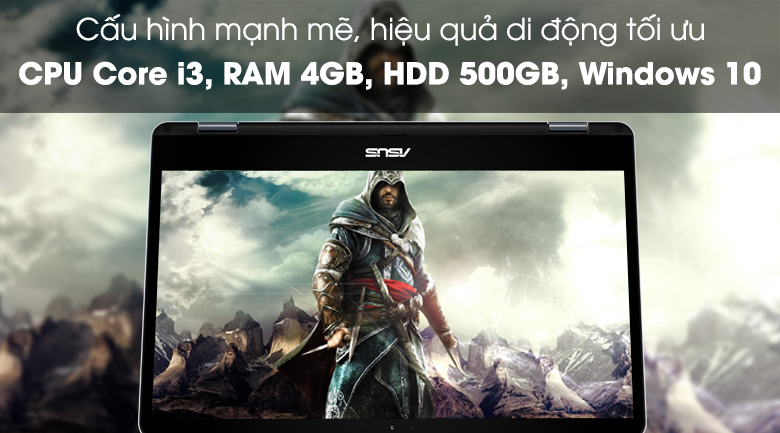 Cấu hình mạnh mẽ, hiệu quả di động tối ưu
CPU Core i3, RAM 4GB, HDD 500GB, Windows 10
ASUS